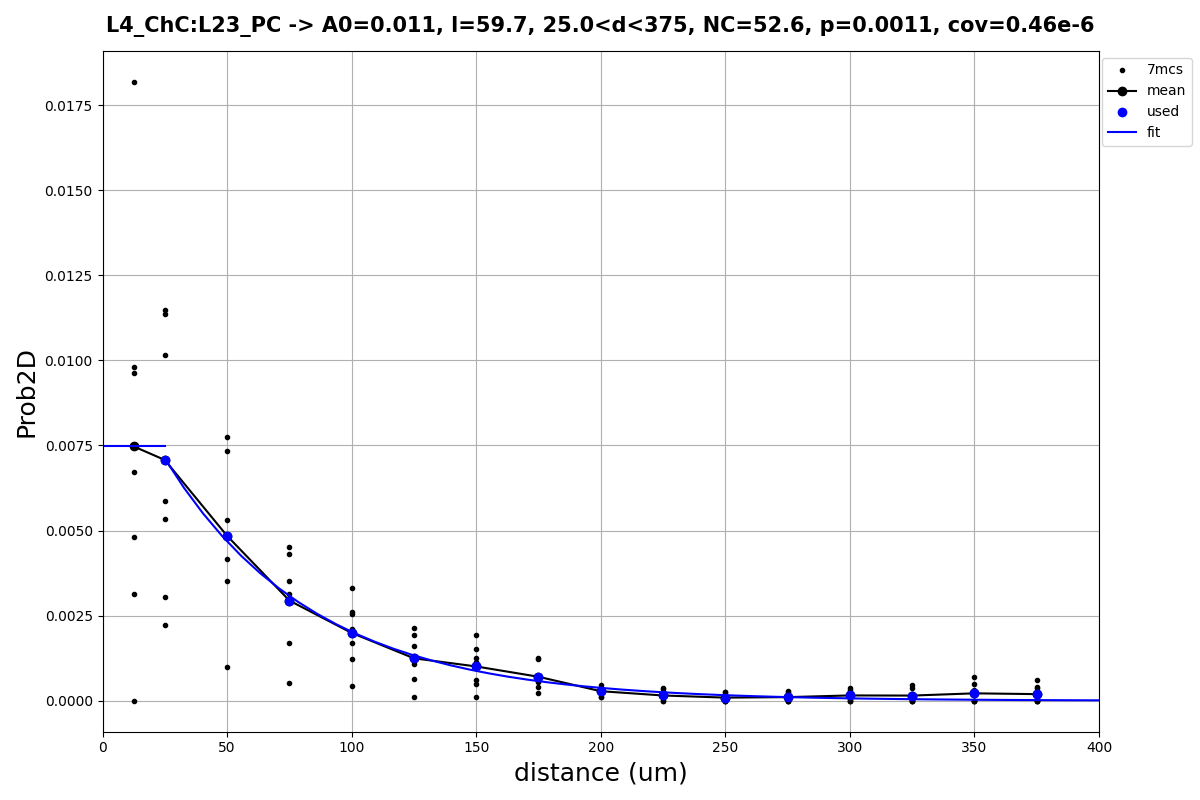 L4_ChC:L23_PC -> A0=0.011, l=59.7, 25.0<d<375, NC=52.6, p=0.0011, cov=0.46e-6
7mcs
mean
used
fit
0.0175
0.0150
0.0125
0.0100
0.0075
0.0050
0.0025
0.0000
Prob2D
0 50 100 150 200 250 300 350 400
distance (um)